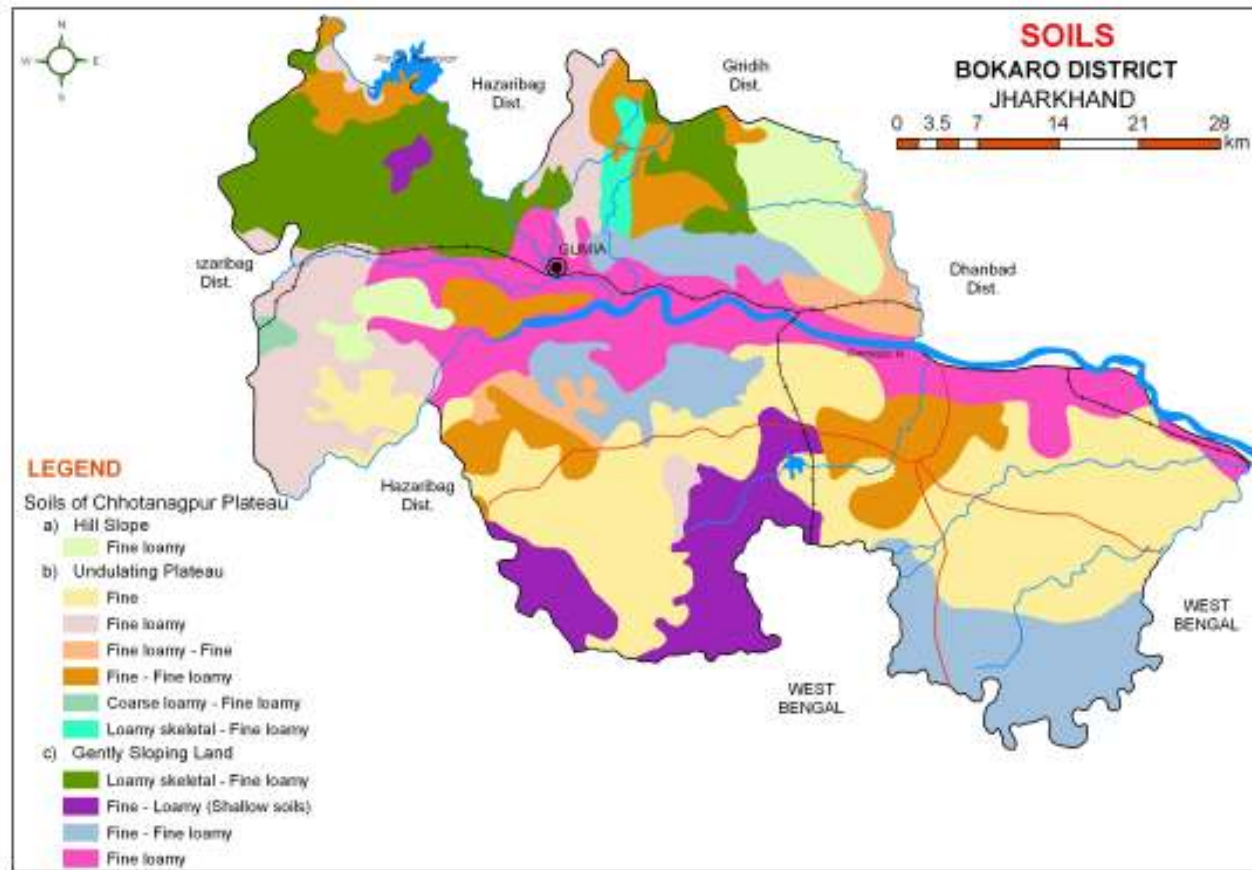 SOILS
BOKARO DISTRICT
JHARKHAND
0 3.5 7 14 21 28
km
N
W E
S
Hazaribag
Dist.
Giridih
Dist.
GUMIA
szaribag
Dist.
Dhanbad
Dist.
Hazaribag
Dist.
WEST
BENGAL
WEST
BENGAL
LEGEND
Soils of Chhotanagpur Plateau
a) Hill Slope
Fine loamy
b) Undulating Plateau
Fine
Fine loamy
Fine loamy - Fine
Fine - Fine loamy
Coarse loamy - Fine loamy
Loamy skeletal - Fine loamy
c) Gently Sloping Land
Loamy skeletal - Fine loamy
Fine - Loamy (Shallow soils)
Fine - Fine loamy
Fine loamy